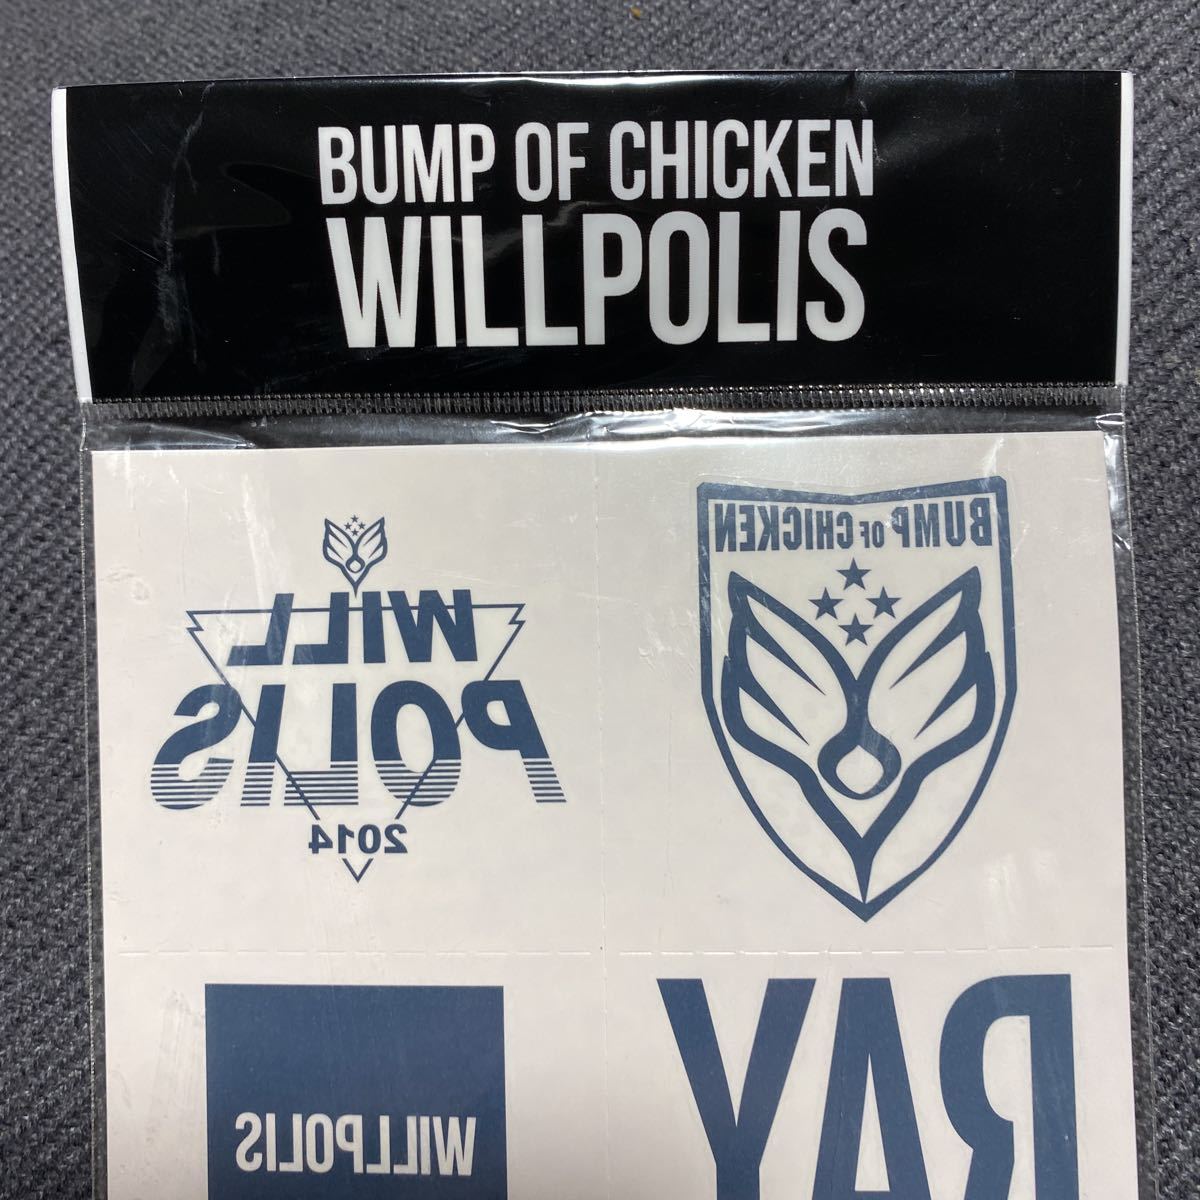 BUMP OF CHICKEN
WILLPOLIS
BUMP OF CHICKEN
WILL
POLIS
2014
WILLPOLIS
RAY